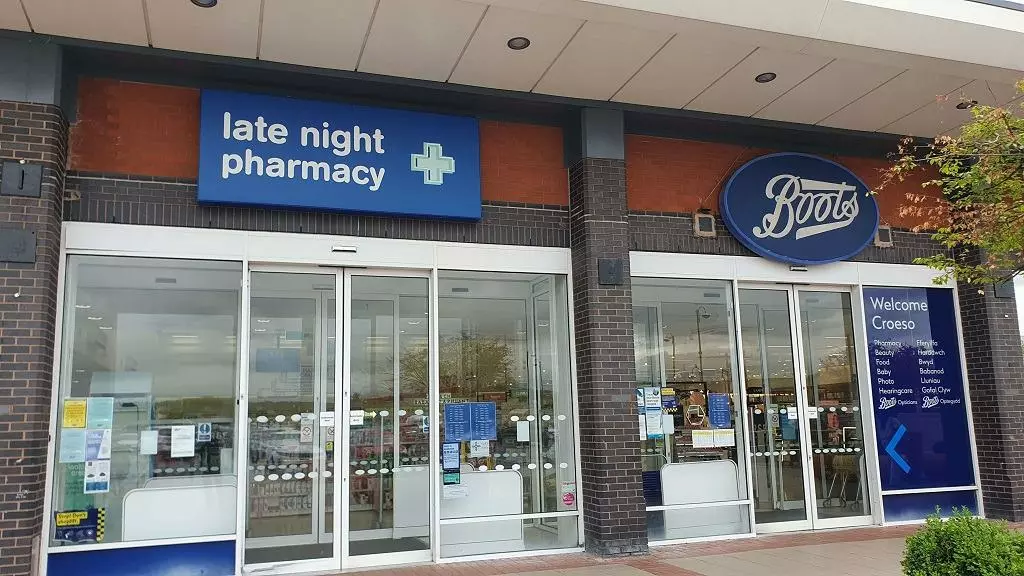 late night
pharmacy
Boots
Welcome
Croeso
Pharmacy
Beauty
Food
Baby
Photo
Hearingcare
Boots Opticians
Fferyllfa
Harddwch
Bwyd
Babanod
Lluniau
Gofal Clyw
Boots Optegydd